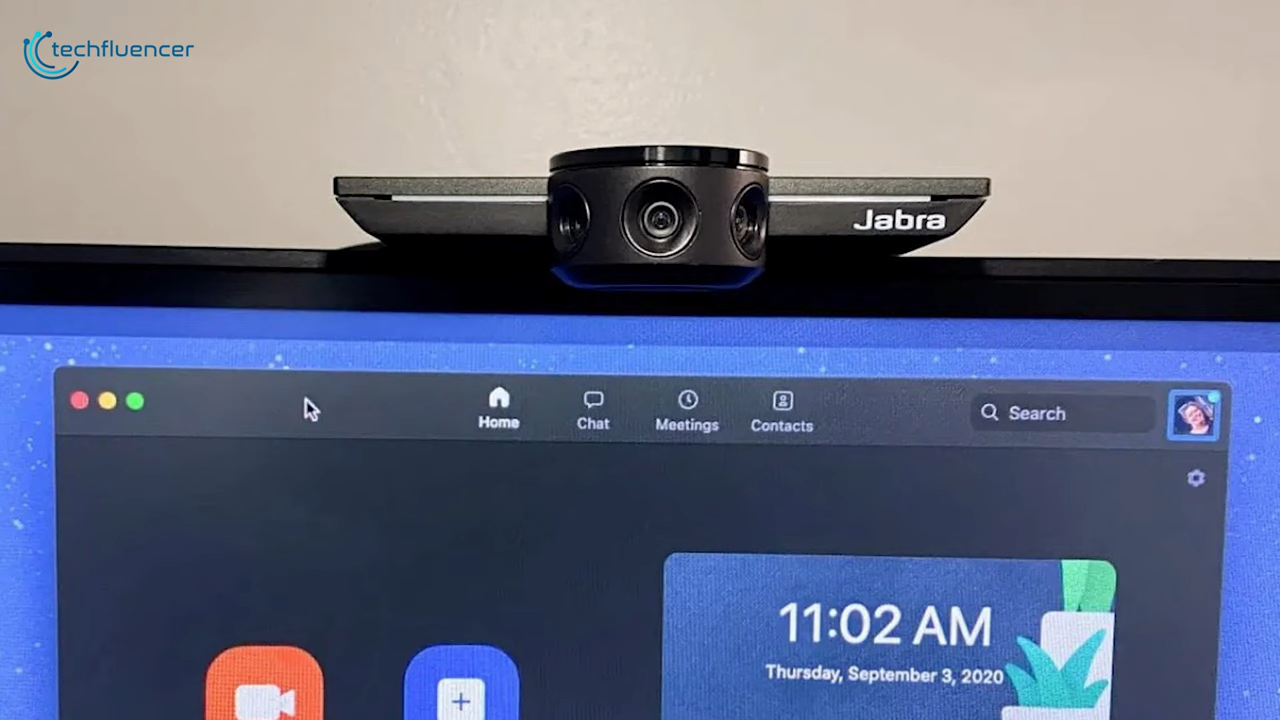 techfluencer
Jabra
Home
Chat
Meetings
Contacts
Search
11:02 AM
Thursday, September 3, 2020